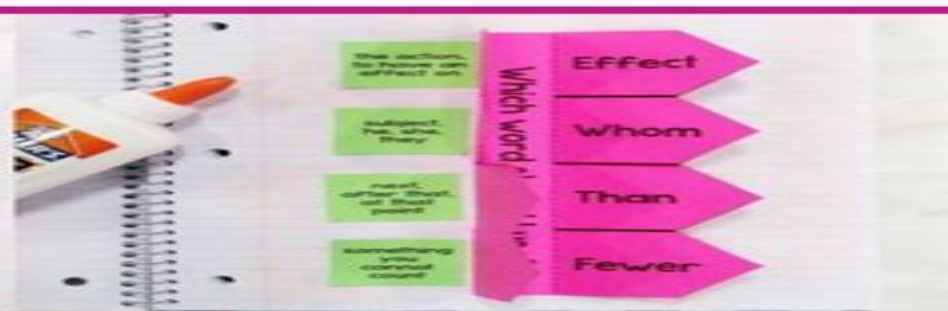 the action,
to have an
effect on
subject
he, she,
they
next,
after that,
at that
point
something
you
cannot
count
Which word
Effect
Whom
Than
Fewer